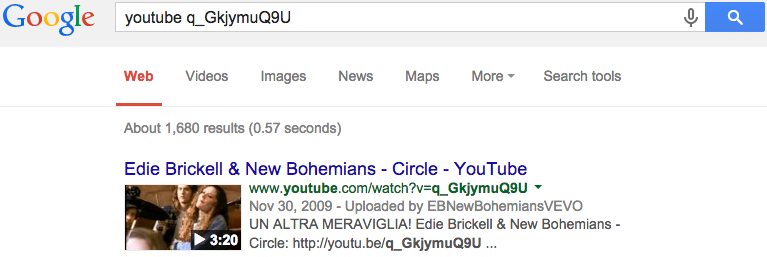 Google youtube q_GkjymuQ9U
Web Videos Images News Maps More Search tools
About 1,680 results (0.57 seconds)
Edie Brickell & New Bohemians - Circle - YouTube
www.youtube.com/watch?v=q_GkjymuQ9U
Nov 30, 2009 - Uploaded by EBNewBohemiansVEVO
UN ALTRA MERAVIGLIA! Edie Brickell & New Bohemians -
3:20
Circle: http://youtu.be/q_GkjymuQ9U ...